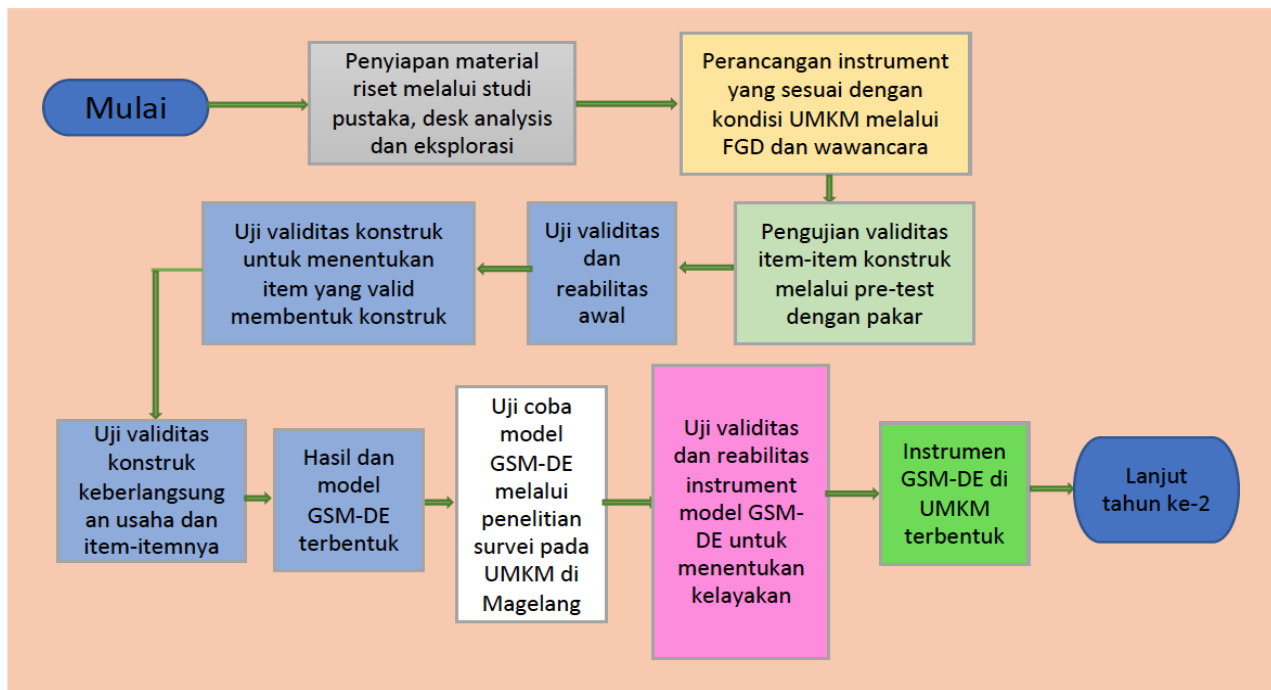 Mulai
Penyiapan material
riset melalui studi
pustaka, desk analysis
dan eksplorasi
Perancangan instrument
yang sesuai dengan
kondisi UMKM melalui
FGD dan wawancara
Pengujian validitas
item-item konstruk
melalui pre-test
dengan pakar
Uji validitas
dan
reabilitas
awal
Uji validitas konstruk
untuk menentukan
item yang valid
membentuk konstruk
Uji validitas
konstruk
keberlangsung
an usaha dan
item-itemnya
Hasil dan
model
GSM-DE
terbentuk
Uji coba
model
GSM-DE
melalui
penelitian
survei pada
UMKM di
Magelang
Uji validitas
dan reabilitas
instrument
model GSM-
DE untuk
menentukan
kelayakan
Instrumen
GSM-DE di
UMKM
terbentuk
Lanjut
tahun ke-2